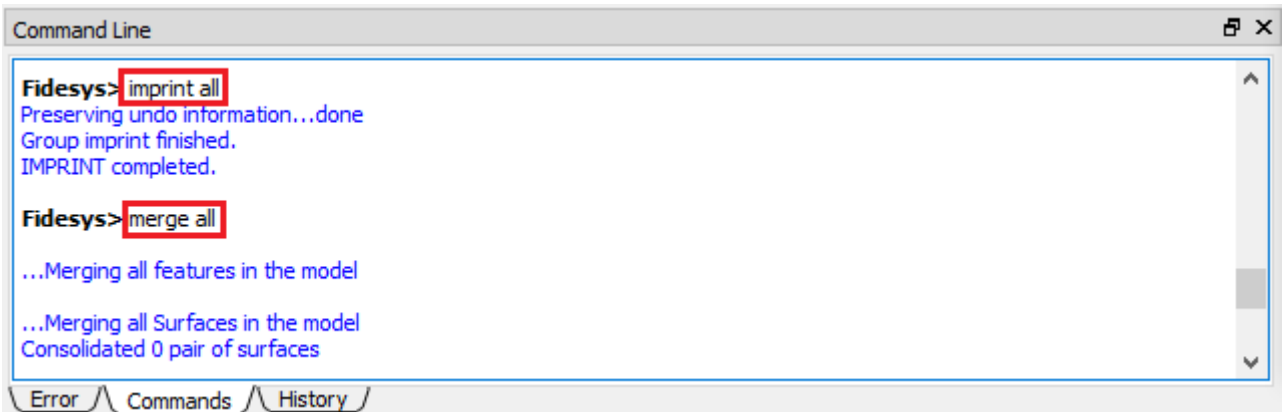 Command Line
Fidesys> imprint all
Preserving undo information...done
Group imprint finished.
IMPRINT completed.
Fidesys> merge all
...Merging all features in the model
...Merging all Surfaces in the model
Consolidated 0 pair of surfaces
Error Commands History